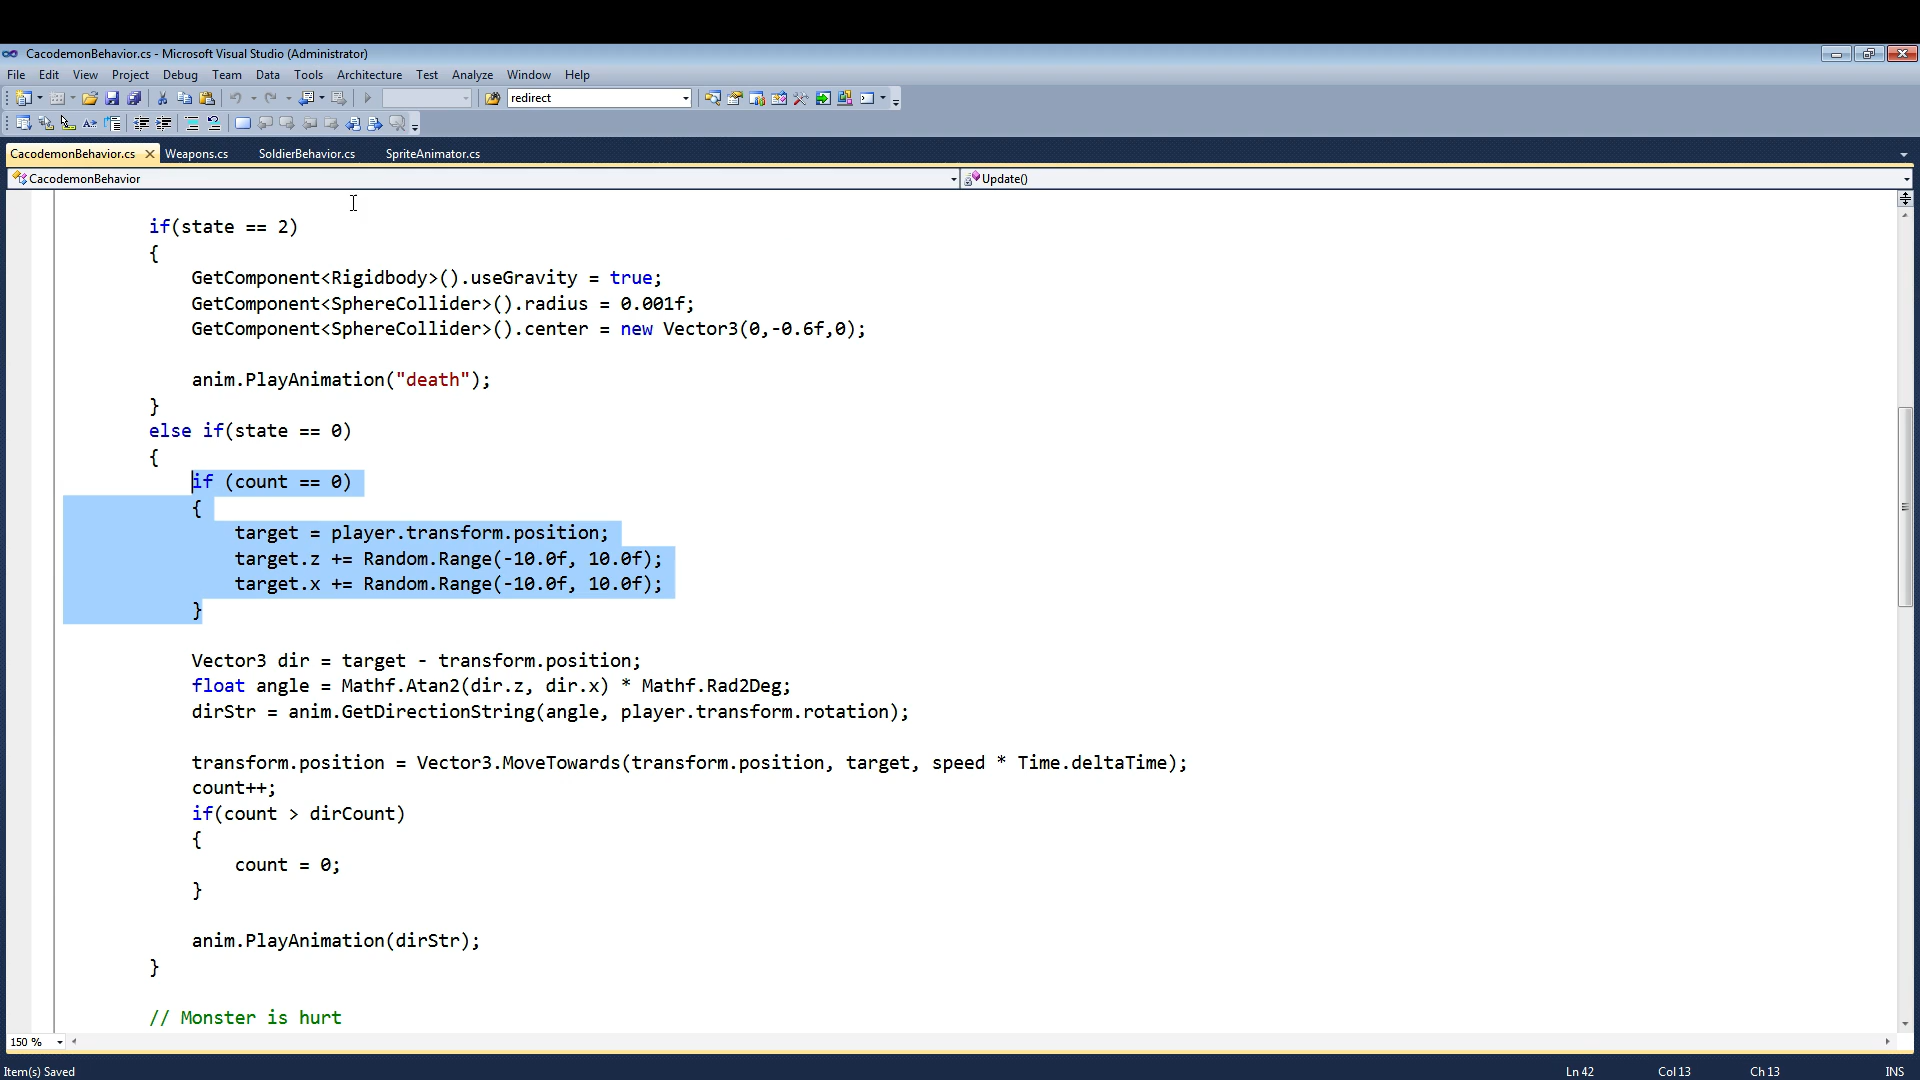 CacodemonBehavior.cs - Microsoft Visual Studio (Administrator)
File Edit View Project Debug Team Data Tools Architecture Test Analyze Window Help
redirect
CacodemonBehavior.cs Weapons.cs SoldierBehavior.cs SpriteAnimator.cs
CacodemonBehavior Update()
if(state == 2)
{
GetComponent<Rigidbody>().useGravity = true;
GetComponent<SphereCollider>().radius = 0.001f;
GetComponent<SphereCollider>().center = new Vector3(0,-0.6f,0);
anim.PlayAnimation("death");
}
else if(state == 0)
{
if (count == 0)
{
target = player.transform.position;
target.z += Random.Range(-10.0f, 10.0f);
target.x += Random.Range(-10.0f, 10.0f);
}
Vector3 dir = target - transform.position;
float angle = Mathf.Atan2(dir.z, dir.x) * Mathf.Rad2Deg;
dirStr = anim.GetDirectionString(angle, player.transform.rotation);
transform.position = Vector3.MoveTowards(transform.position, target, speed * Time.deltaTime);
count++;
if(count > dirCount)
{
count = 0;
}
anim.PlayAnimation(dirStr);
}
// Monster is hurt
150 %
Item(s) Saved Ln 42 Col 13 Ch 13 INS